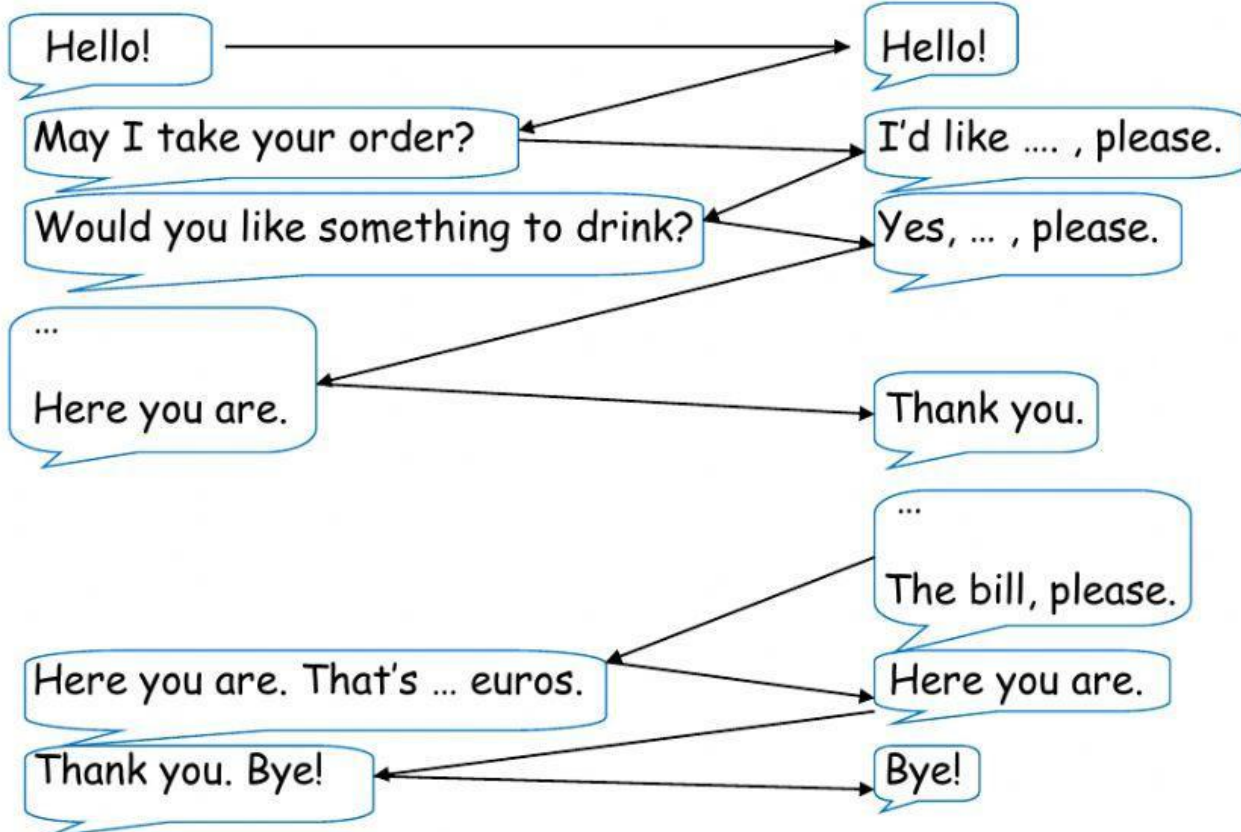 Hello!
Hello!
May I take your order?
I'd like .... , please.
Would you like something to drink?
Yes, ... , please.
...
Here you are.
Thank you.
...
The bill, please.
Here you are. That's ... euros.
Here you are.
Thank you. Bye!
Bye!